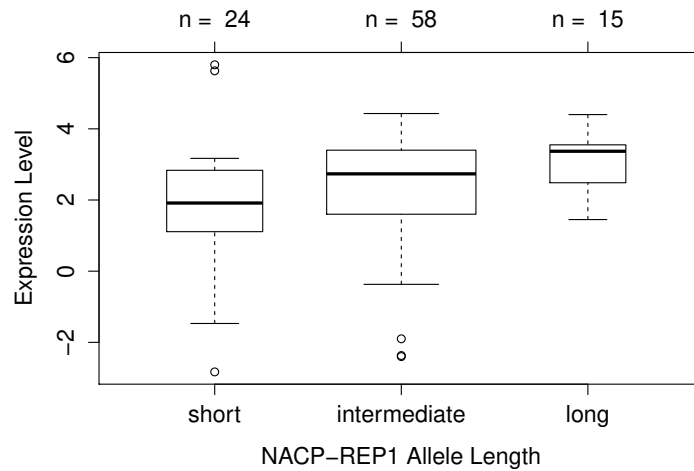 n = 24 n = 58 n = 15
Expression Level
6
4
2
0
−2
short intermediate long
NACP−REP1 Allele Length